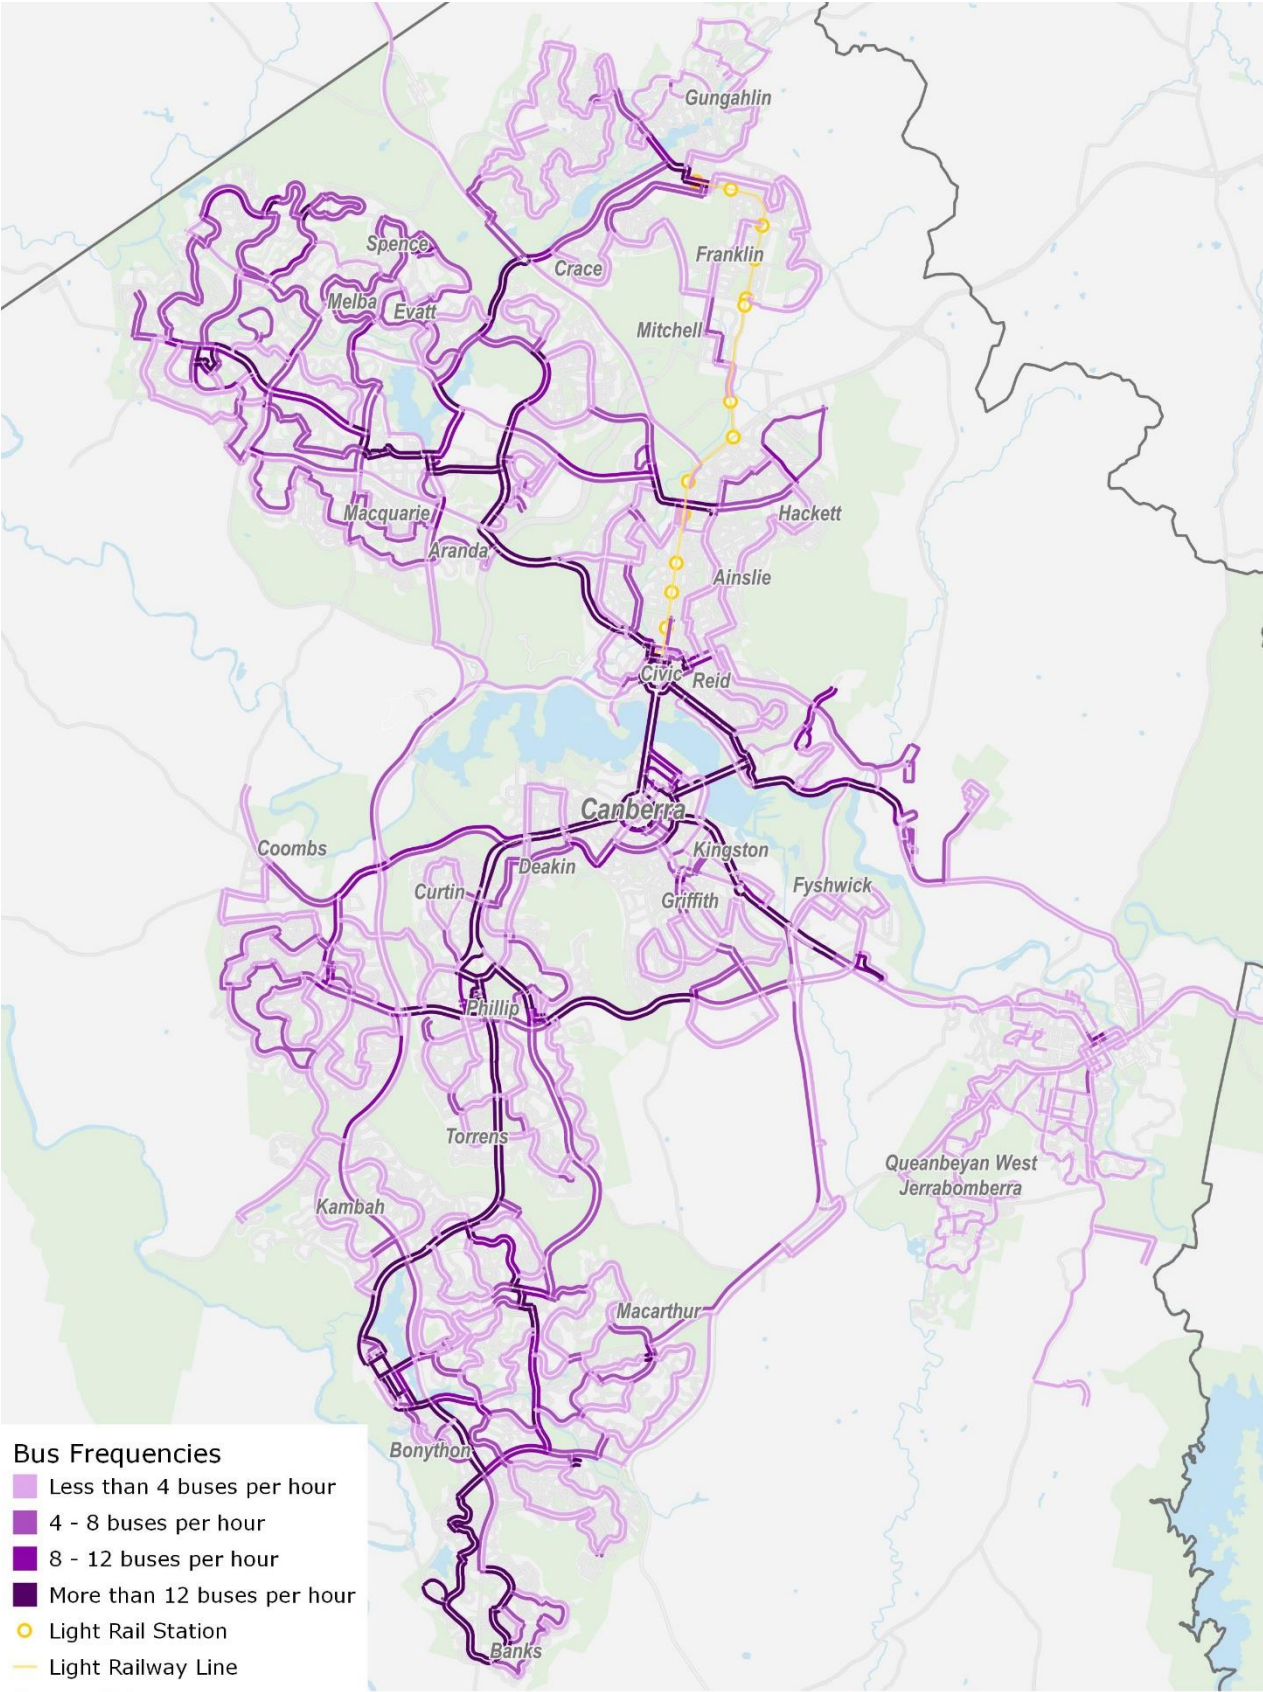 Gungahlin
Spence
Crace
Franklin
Melba
Evatt
Mitchell
Macquarie
Hackett
Aranda
Ainslie
Civic
Reid
Canberra
Coombs
Kingston
Deakin
Curtin
Fyshwick
Griffith
Phillip
Torrens
Queanbeyan West
Jerrabomberra
Kambah
Macarthur
Bonython
Banks
Bus Frequencies
Less than 4 buses per hour
4 - 8 buses per hour
8 - 12 buses per hour
More than 12 buses per hour
Light Rail Station
Light Railway Line